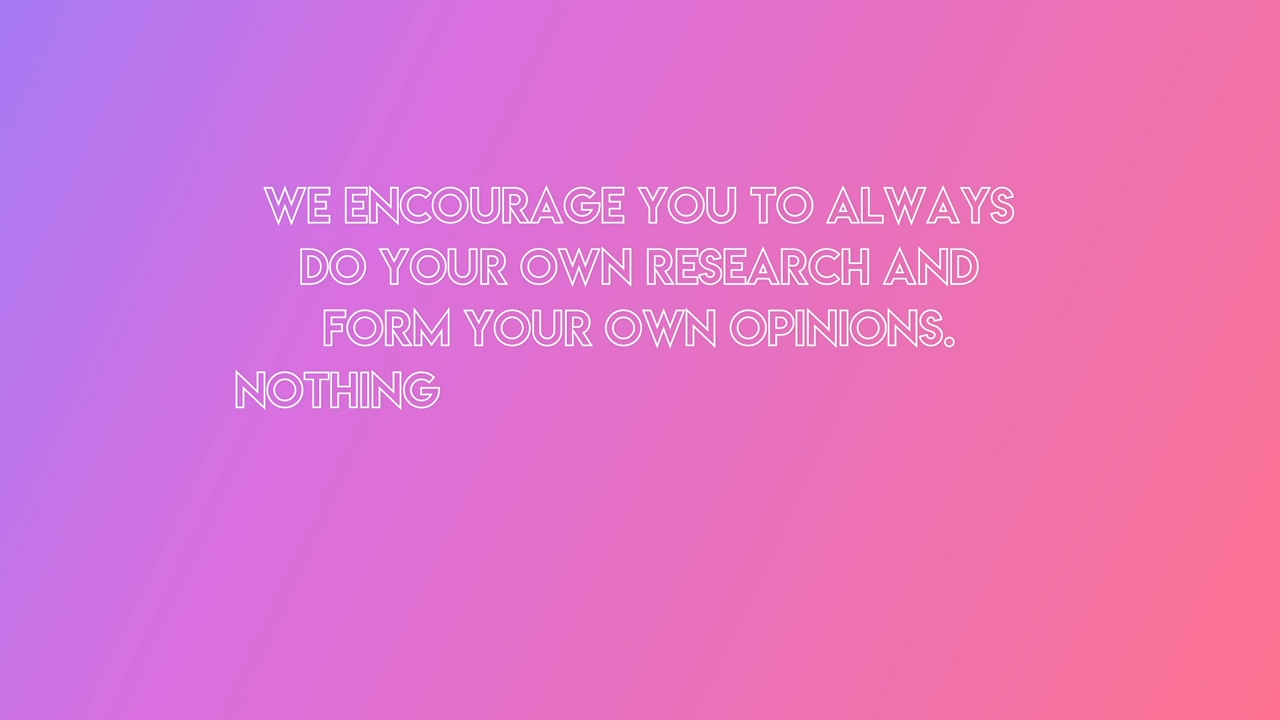 WE ENCOURAGE YOU TO ALWAYS
DO YOUR OWN RESEARCH AND
FORM YOUR OWN OPINIONS.
NOTHING